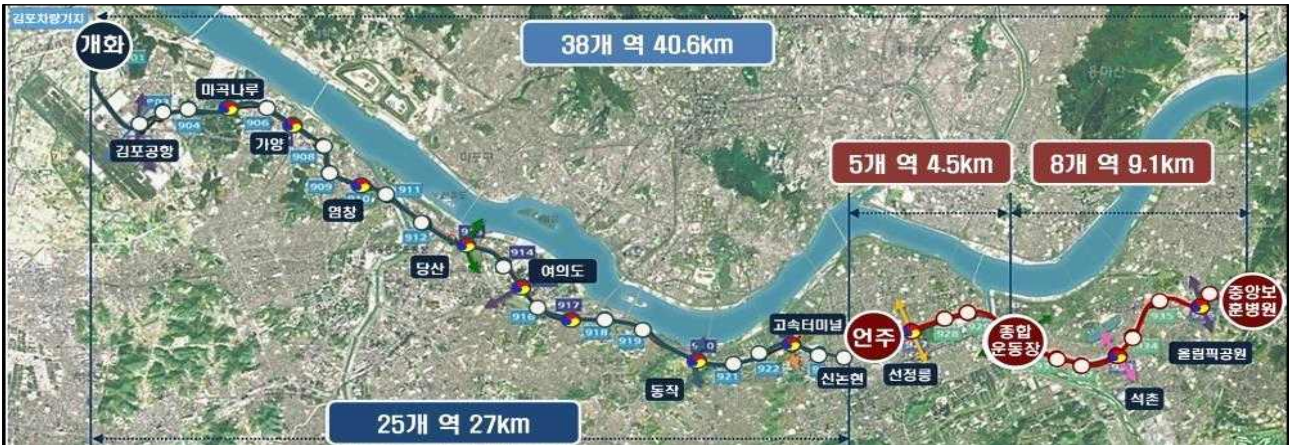 김포차량기지
개화
38개 역 40.6km
마곡나루
904
906
김포공항
가양
908
5개 역 4.5km
8개 역 9.1km
909
911
염창
912
당산
914
여의도
916
917
918
919
고속터미널
언주
종합
운동장
중앙보
훈병원
928
동작
921
922
신논현
선정릉
석촌
올림픽공원
25개 역 27km